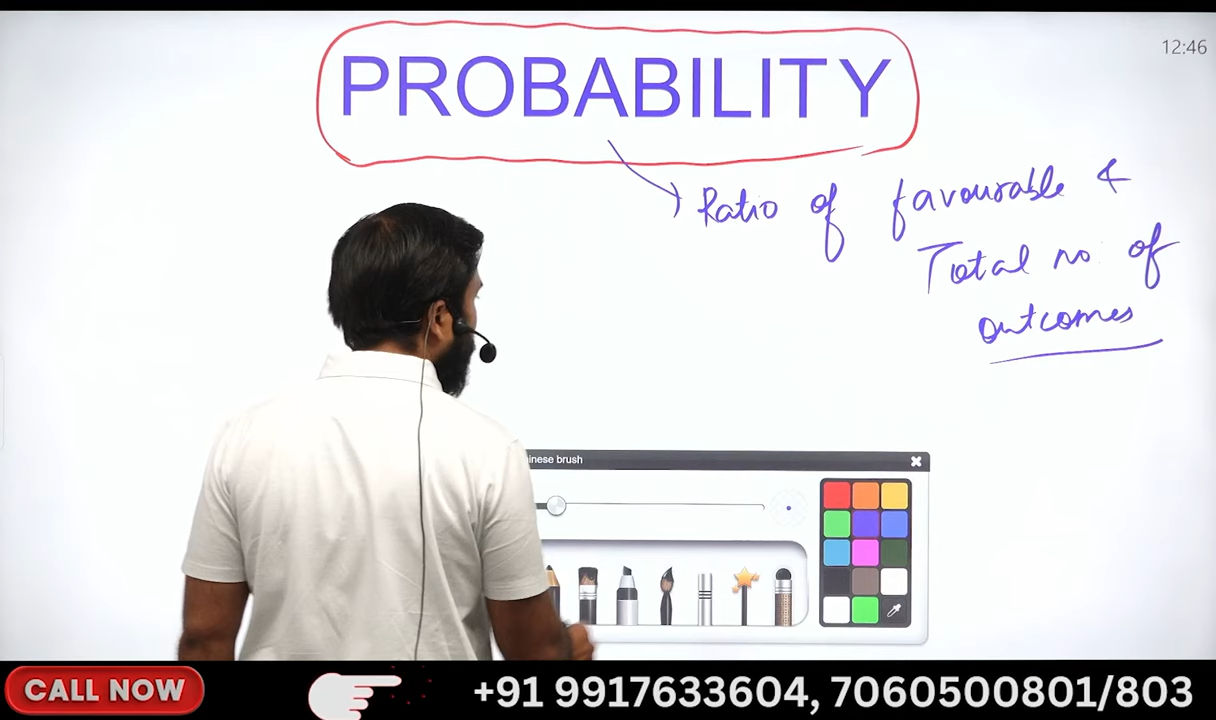 PROBABILITY
12:46
Ratio of favourable &
Total no. of
outcomes
inese brush
CALL NOW
+91 9917633604, 7060500801/803